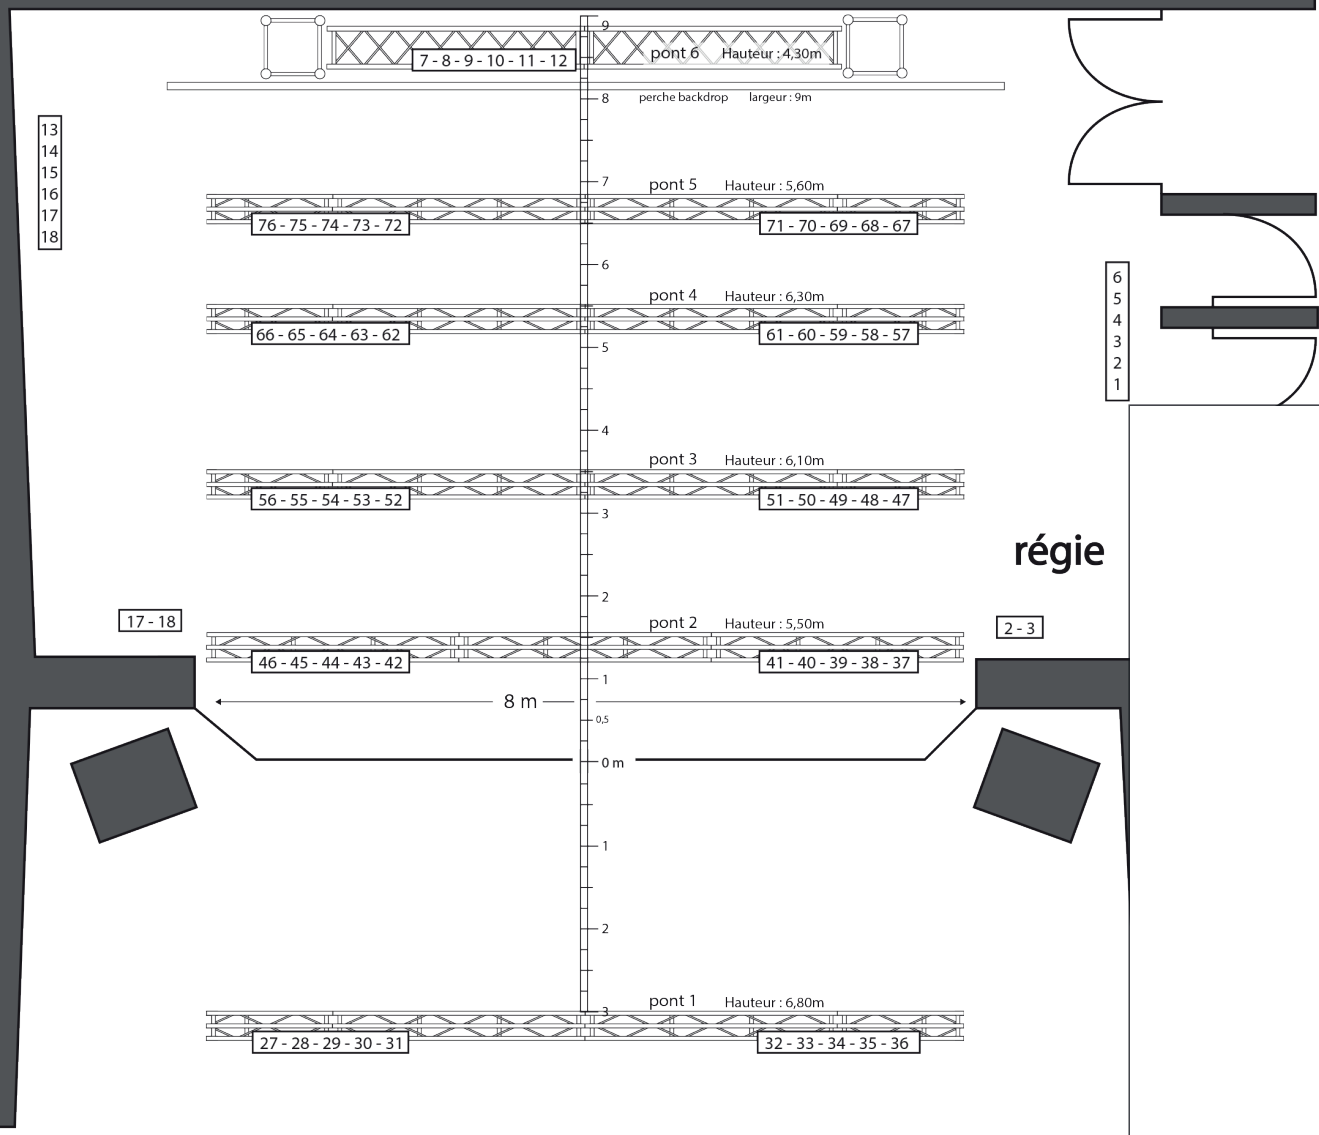 9
pont 6 Hauteur : 4,30m
7 - 8 - 9 - 10 - 11 - 12
8
perche backdrop largeur : 9m
13
14
15
16
17
18
7
pont 5 Hauteur : 5,60m
76 - 75 - 74 - 73 - 72
71 - 70 - 69 - 68 - 67
6
6
5
4
3
2
1
pont 4 Hauteur : 6,30m
66 - 65 - 64 - 63 - 62
61 - 60 - 59 - 58 - 57
5
4
pont 3 Hauteur : 6,10m
56 - 55 - 54 - 53 - 52
51 - 50 - 49 - 48 - 47
3
régie
2
17 - 18
pont 2 Hauteur : 5,50m
2 - 3
46 - 45 - 44 - 43 - 42
41 - 40 - 39 - 38 - 37
1
8 m
0,5
0 m
1
2
pont 1 Hauteur : 6,80m
3
27 - 28 - 29 - 30 - 31
32 - 33 - 34 - 35 - 36